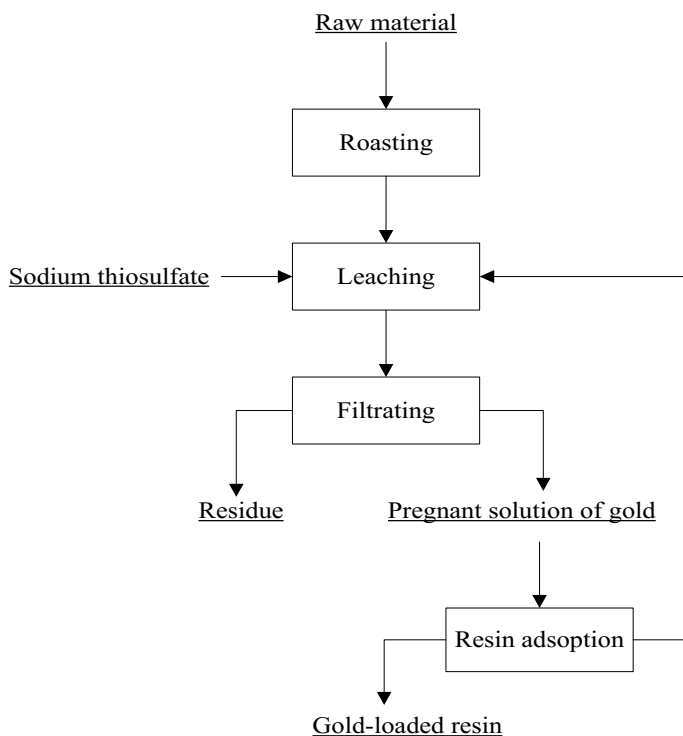 Raw material
Roasting
Sodium thiosulfate
Leaching
Filtrating
Residue
Pregnant solution of gold
Resin adsoption
Gold-loaded resin